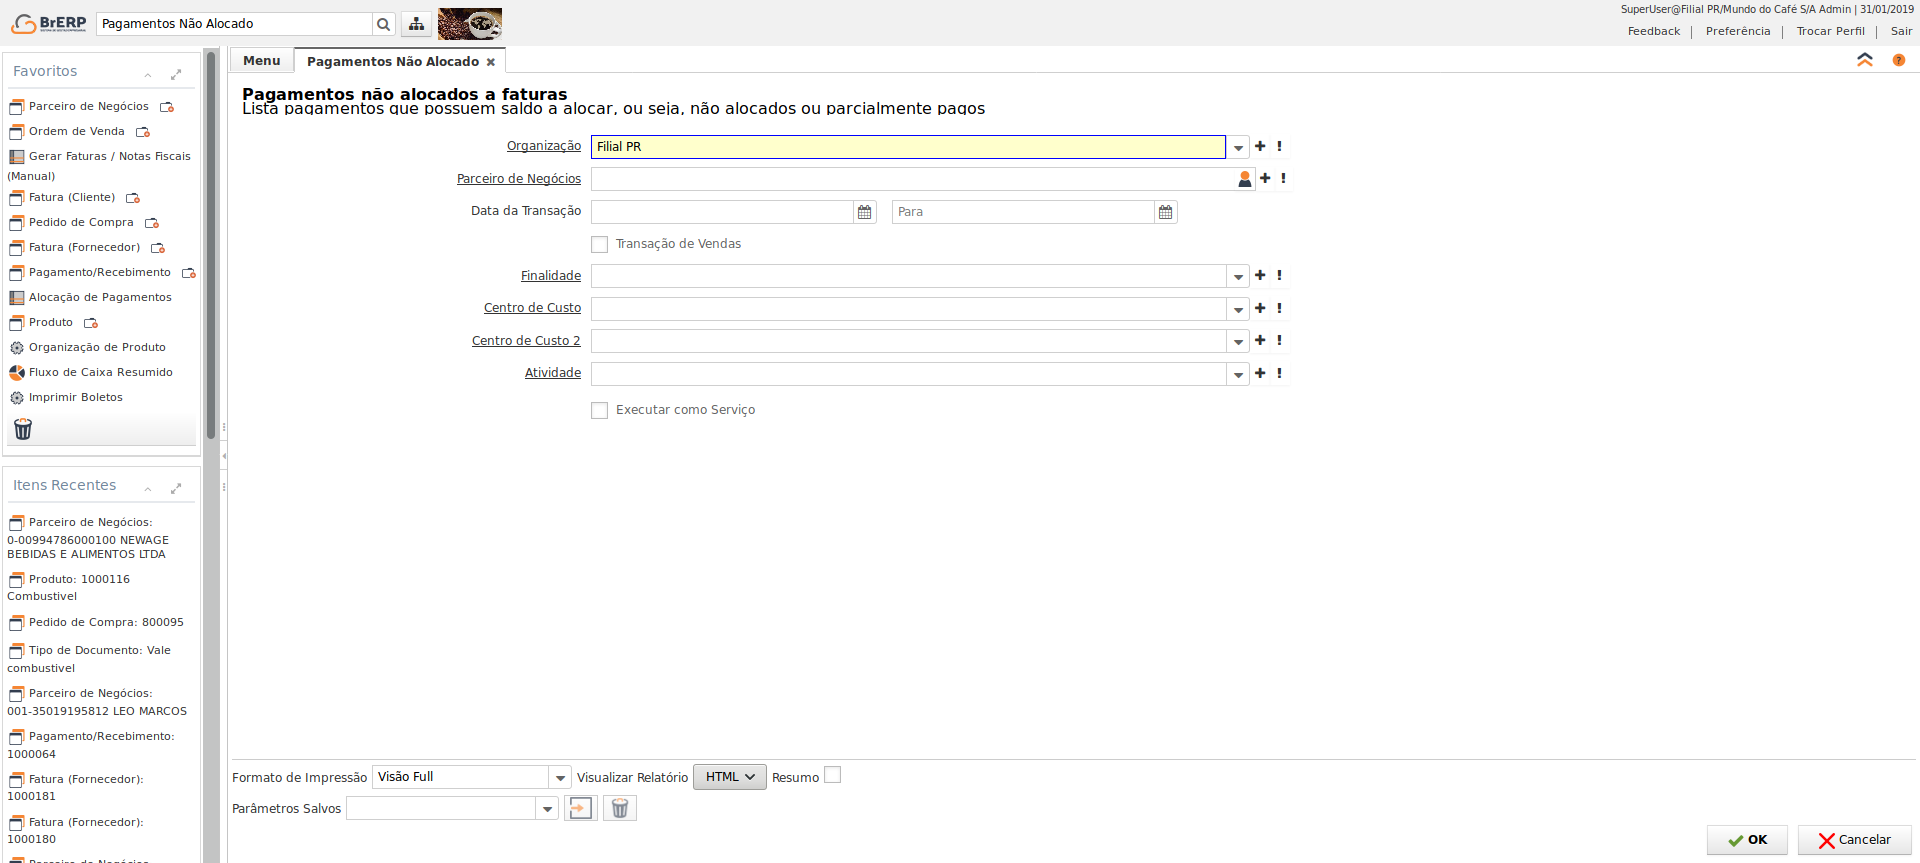 BrERP
Pagamentos Não Alocado
SuperUser@Filial PR/Mundo do Café S/A Admin | 31/01/2019
Feedback | Preferência | Trocar Perfil | Sair
Favoritos
Parceiro de Negócios
Ordem de Venda
Gerar Faturas / Notas Fiscais
(Manual)
Fatura (Cliente)
Pedido de Compra
Fatura (Fornecedor)
Pagamento/Recebimento
Alocação de Pagamentos
Produto
Organização de Produto
Fluxo de Caixa Resumido
Imprimir Boletos
Itens Recentes
Parceiro de Negócios:
0-00994786000100 NEWAGE
BEBIDAS E ALIMENTOS LTDA
Produto: 1000116
Combustivel
Pedido de Compra: 800095
Tipo de Documento: Vale
combustivel
Parceiro de Negócios:
001-35019195812 LEO MARCOS
Pagamento/Recebimento:
1000064
Fatura (Fornecedor):
1000181
Fatura (Fornecedor):
1000180
Parceiro de Negócios
Menu
Pagamentos Não Alocado
Pagamentos não alocados a faturas
Lista pagamentos que possuem saldo a alocar, ou seja, não alocados ou parcialmente pagos
Organização Filial PR
Parceiro de Negócios
Data da Transação Para
Transação de Vendas
Finalidade
Centro de Custo
Centro de Custo 2
Atividade
Executar como Serviço
Formato de Impressão Visão Full Visualizar Relatório HTML Resumo
Parâmetros Salvos
OK Cancelar